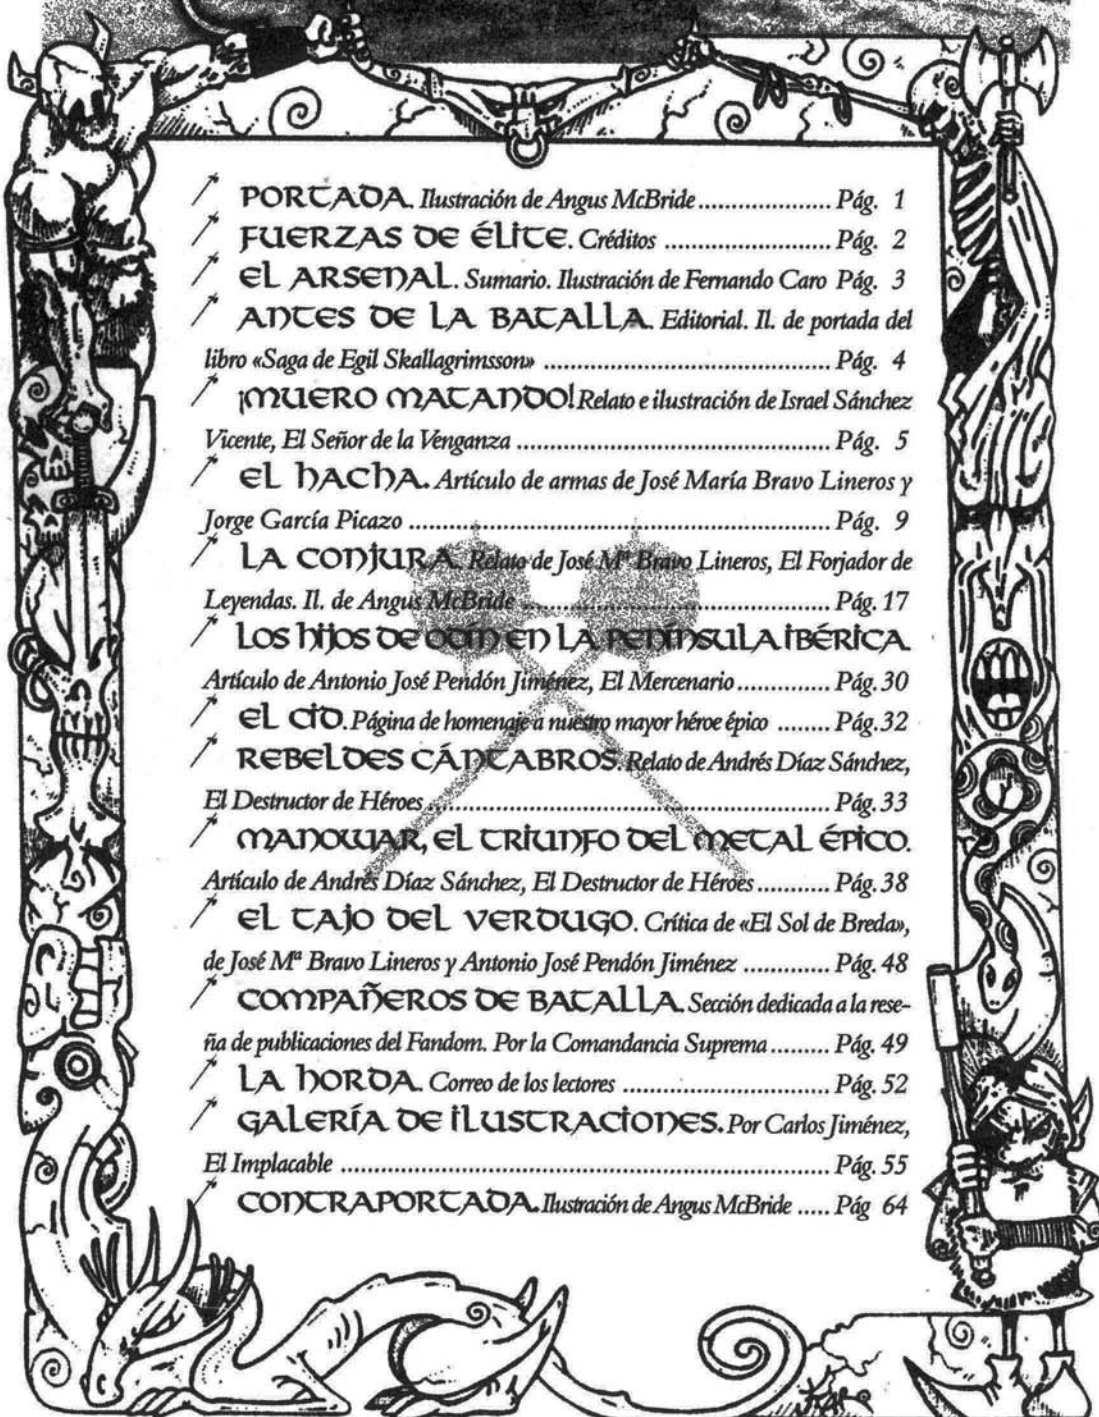 PORTADA. Ilustración de Angus McBride .................... Pág. 1
FUERZAS DE ÉLITE. Créditos ......................... Pág. 2
EL ARSENAL. Sumario. Ilustración de Fernando Caro Pág. 3
ANTES DE LA BATALLA. Editorial. Il. de portada del
libro «Saga de Egil Skallagrimsson» ........................................... Pág. 4
¡MUERO MATANDO! Relato e ilustración de Israel Sánchez
Vicente, El Señor de la Venganza ............................................... Pág. 5
EL HACHA. Artículo de armas de José María Bravo Lineros y
Jorge García Picazo ............................................................... Pág. 9
LA CONJURA. Relato de José Mª Bravo Lineros, El Forjador de
Leyendas. Il. de Angus McBride ............................................... Pág. 17
LOS HIJOS DE ODÍN EN LA PENÍNSULA IBÉRICA.
Artículo de Antonio José Pendón Jiménez, El Mercenario .............. Pág. 30
EL CID. Página de homenaje a nuestro mayor héroe épico ........ Pág. 32
REBELDES CÁNTABROS. Relato de Andrés Díaz Sánchez,
El Destructor de Héroes ............................................................. Pág. 33
MANOWAR, EL TRIUNFO DEL METAL ÉPICO.
Artículo de Andrés Díaz Sánchez, El Destructor de Héroes ........... Pág. 38
EL TAJO DEL VERDUGO. Crítica de «El Sol de Breda»,
de José Mª Bravo Lineros y Antonio José Pendón Jiménez ............. Pág. 48
COMPAÑEROS DE BATALLA. Sección dedicada a la rese-
ña de publicaciones del Fandom. Por la Comandancia Suprema ......... Pág. 49
LA HORDA. Correo de los lectores ............................... Pág. 52
GALERÍA DE ILUSTRACIONES. Por Carlos Jiménez,
El Implacable .......................................................................... Pág. 55
CONTRAPORTADA. Ilustración de Angus McBride ..... Pág 64